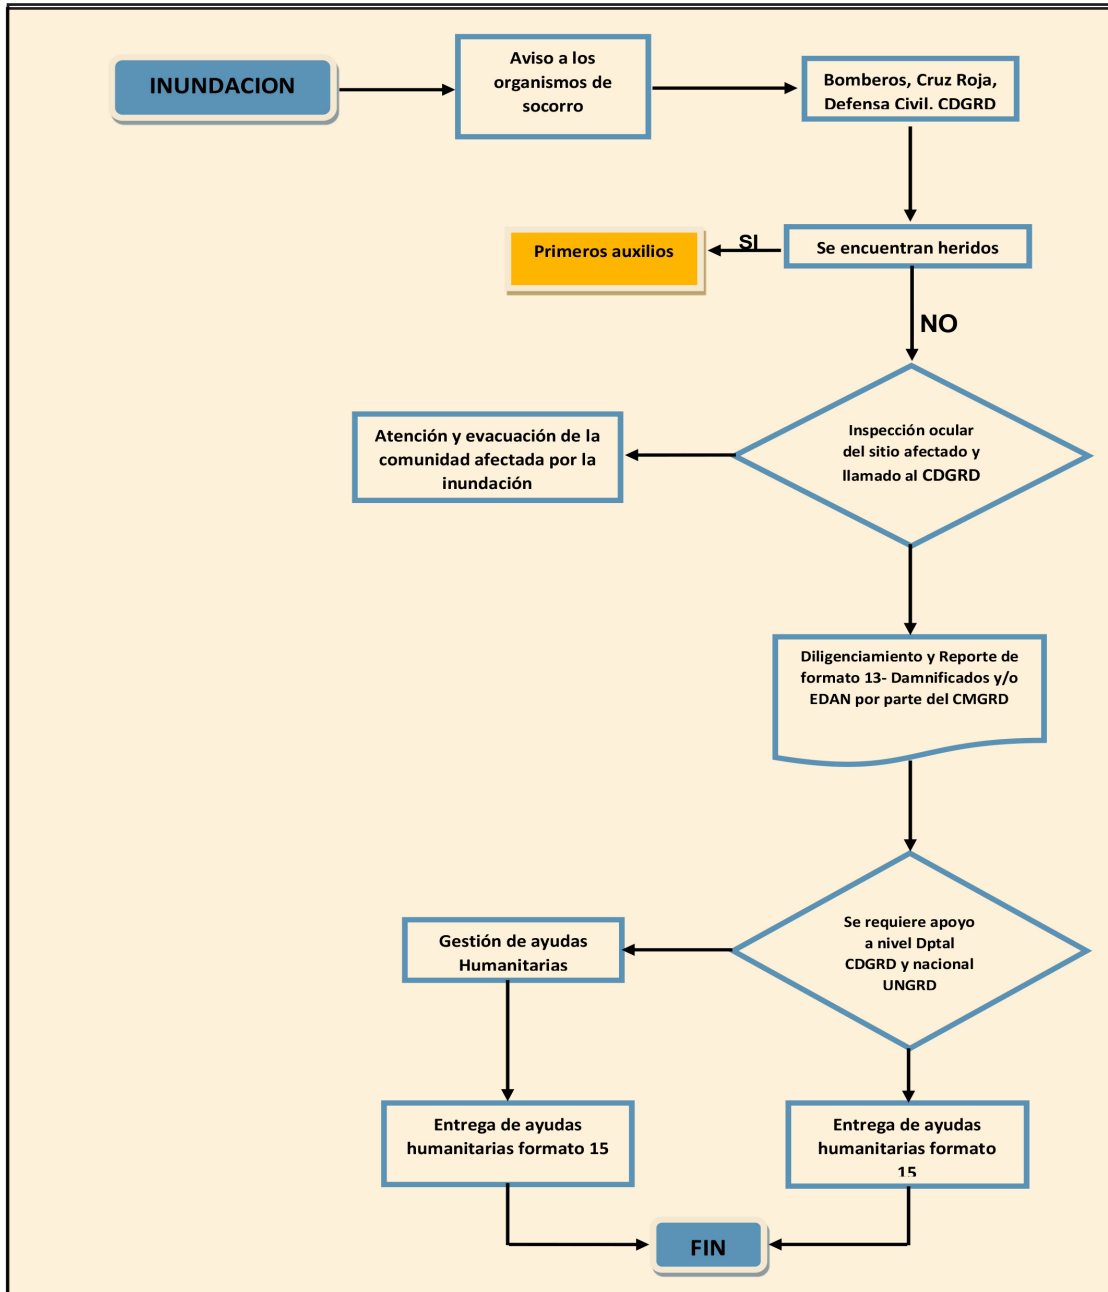 INUNDACION
Aviso a los
organismos de
socorro
Bomberos, Cruz Roja,
Defensa Civil. CDGRD
Se encuentran heridos
SI
Primeros auxilios
NO
Inspección ocular
del sitio afectado y
llamado al CDGRD
Atención y evacuación de la
comunidad afectada por la
inundación
Diligenciamiento y Reporte de
formato 13- Damnificados y/o
EDAN por parte del CMGRD
Se requiere apoyo
a nivel Dptal
CDGRD y nacional
UNGRD
Gestión de ayudas
Humanitarias
Entrega de ayudas
humanitarias formato 15
Entrega de ayudas
humanitarias formato
15
FIN